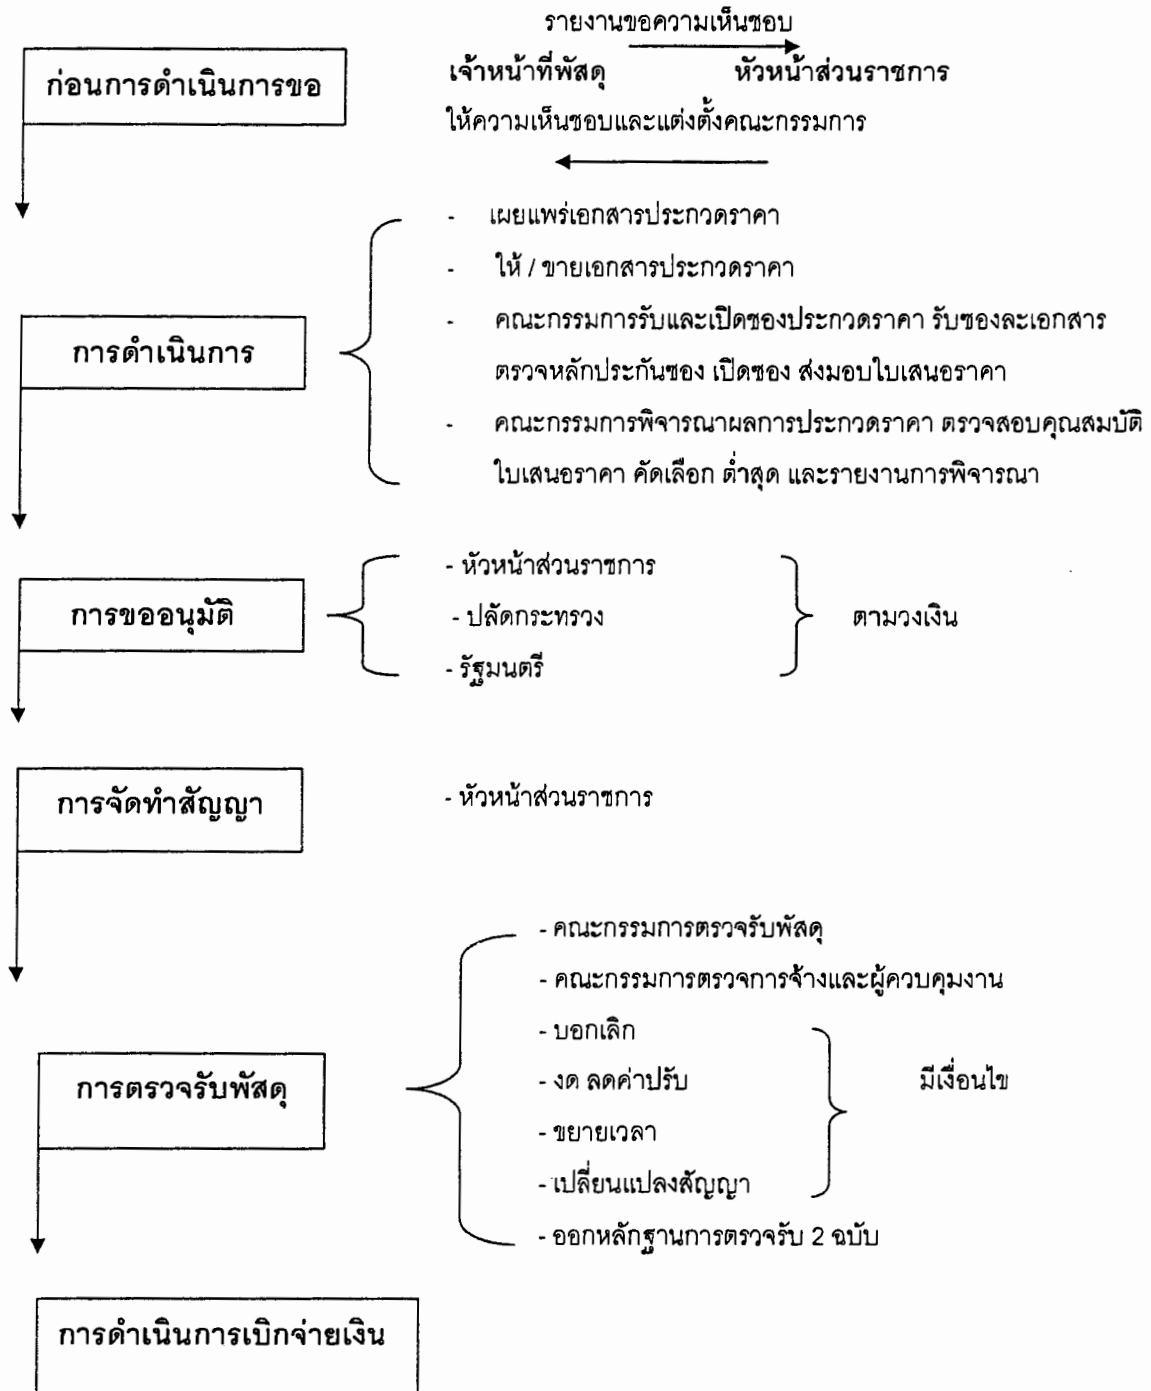 รายงานขอความเห็นชอบ
ก่อนการดำเนินการขอ
เจ้าหน้าที่พัสดุ หัวหน้าส่วนราชการ
ให้ความเห็นชอบและแต่งตั้งคณะกรรมการ
- เผยแพร่เอกสารประกวดราคา
- ให้ / ขายเอกสารประกวดราคา
- คณะกรรมการรับและเปิดซองประกวดราคา รับซองละเอกสาร
การดำเนินการ
ตรวจหลักประกันซอง เปิดซอง ส่งมอบใบเสนอราคา
- คณะกรรมการพิจารณาผลการประกวดราคา ตรวจสอบคุณสมบัติ
ใบเสนอราคา คัดเลือก ต่ำสุด และรายงานการพิจารณา
- หัวหน้าส่วนราชการ
การขออนุมัติ - ปลัดกระทรวง ตามวงเงิน
- รัฐมนตรี
การจัดทำสัญญา - หัวหน้าส่วนราชการ
- คณะกรรมการตรวจรับพัสดุ
- คณะกรรมการตรวจการจ้างและผู้ควบคุมงาน
- บอกเลิก
การตรวจรับพัสดุ - งด ลดค่าปรับ มีเงื่อนไข
- ขยายเวลา
- เปลี่ยนแปลงสัญญา
- ออกหลักฐานการตรวจรับ 2 ฉบับ
การดำเนินการเบิกจ่ายเงิน